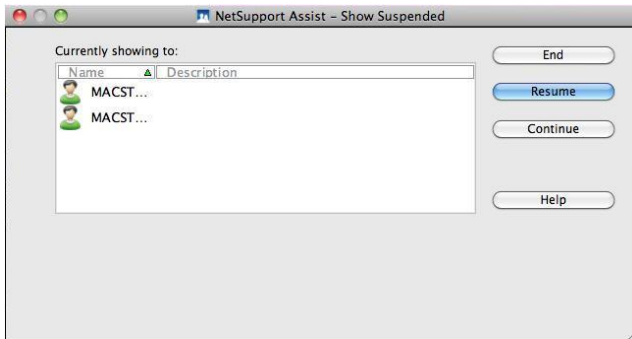 NetSupport Assist – Show Suspended
Currently showing to:
End
Name Description
MACST...
Resume
MACST...
Continue
Help